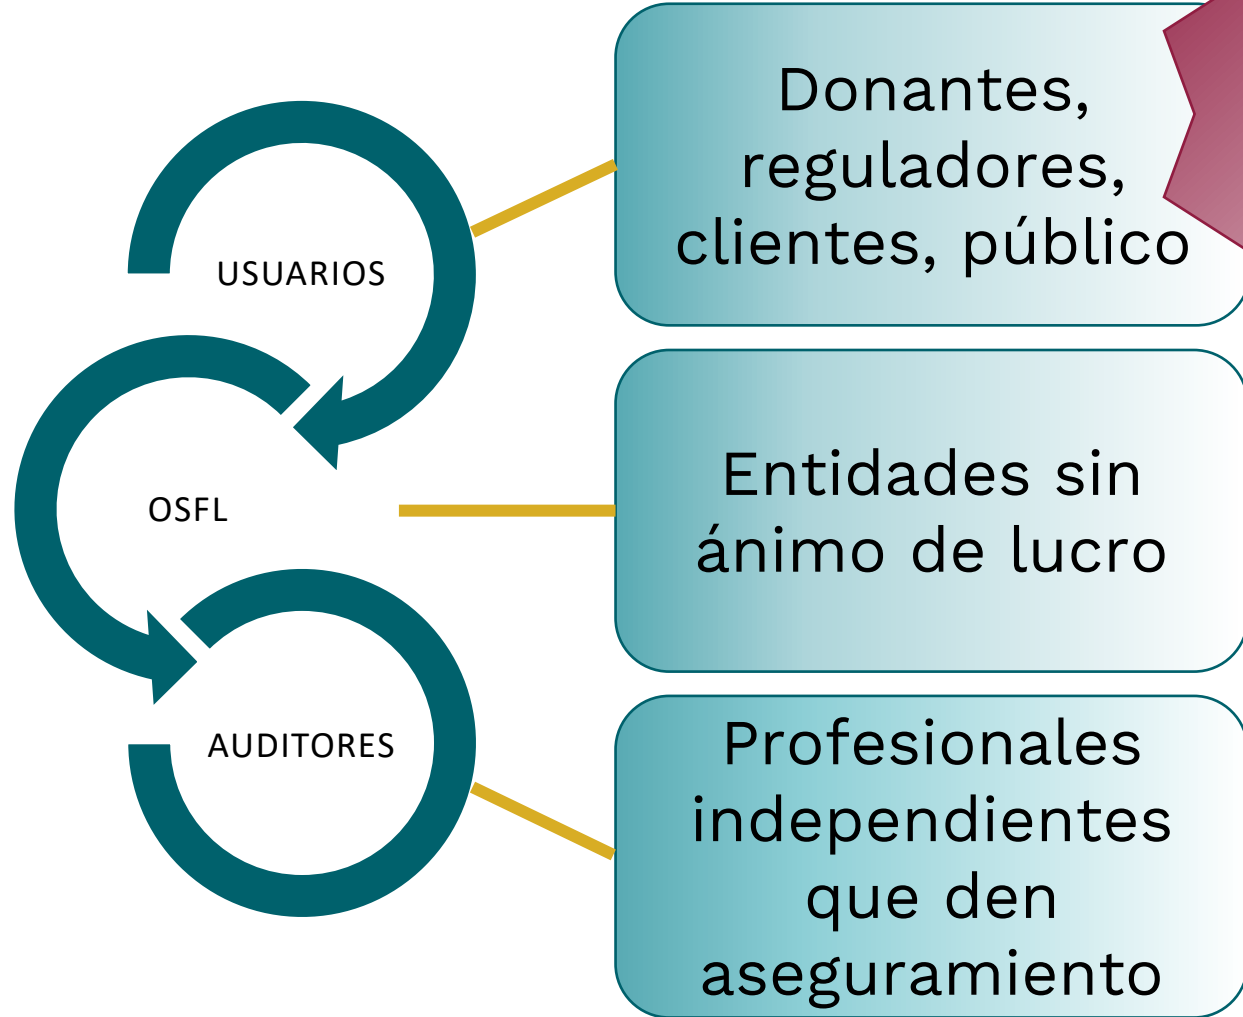 USUARIOS
Donantes,
reguladores,
clientes, público
OSFL
Entidades sin
ánimo de lucro
AUDITORES
Profesionales
independientes
que den
aseguramiento